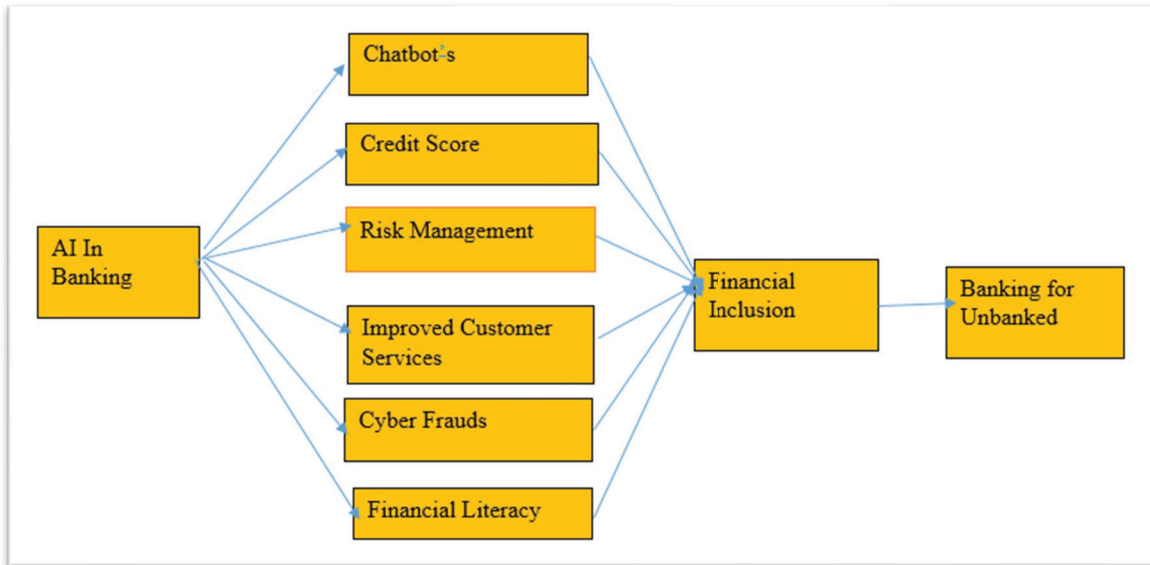 Chatbot's
Credit Score
Risk Management
AI In
Banking
Improved Customer
Services
Cyber Frauds
Financial Literacy
Financial
Inclusion
Banking for
Unbanked